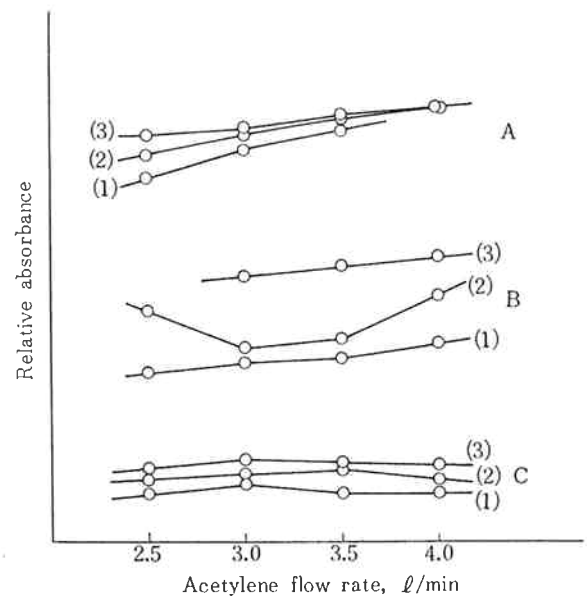 (3)
(2)
(1)
A
(3)
(2)
B
(1)
(3)
(2) C
(1)
Relative absorbance
2.5 3.0 3.5 4.0
Acetylene flow rate, ℓ/min